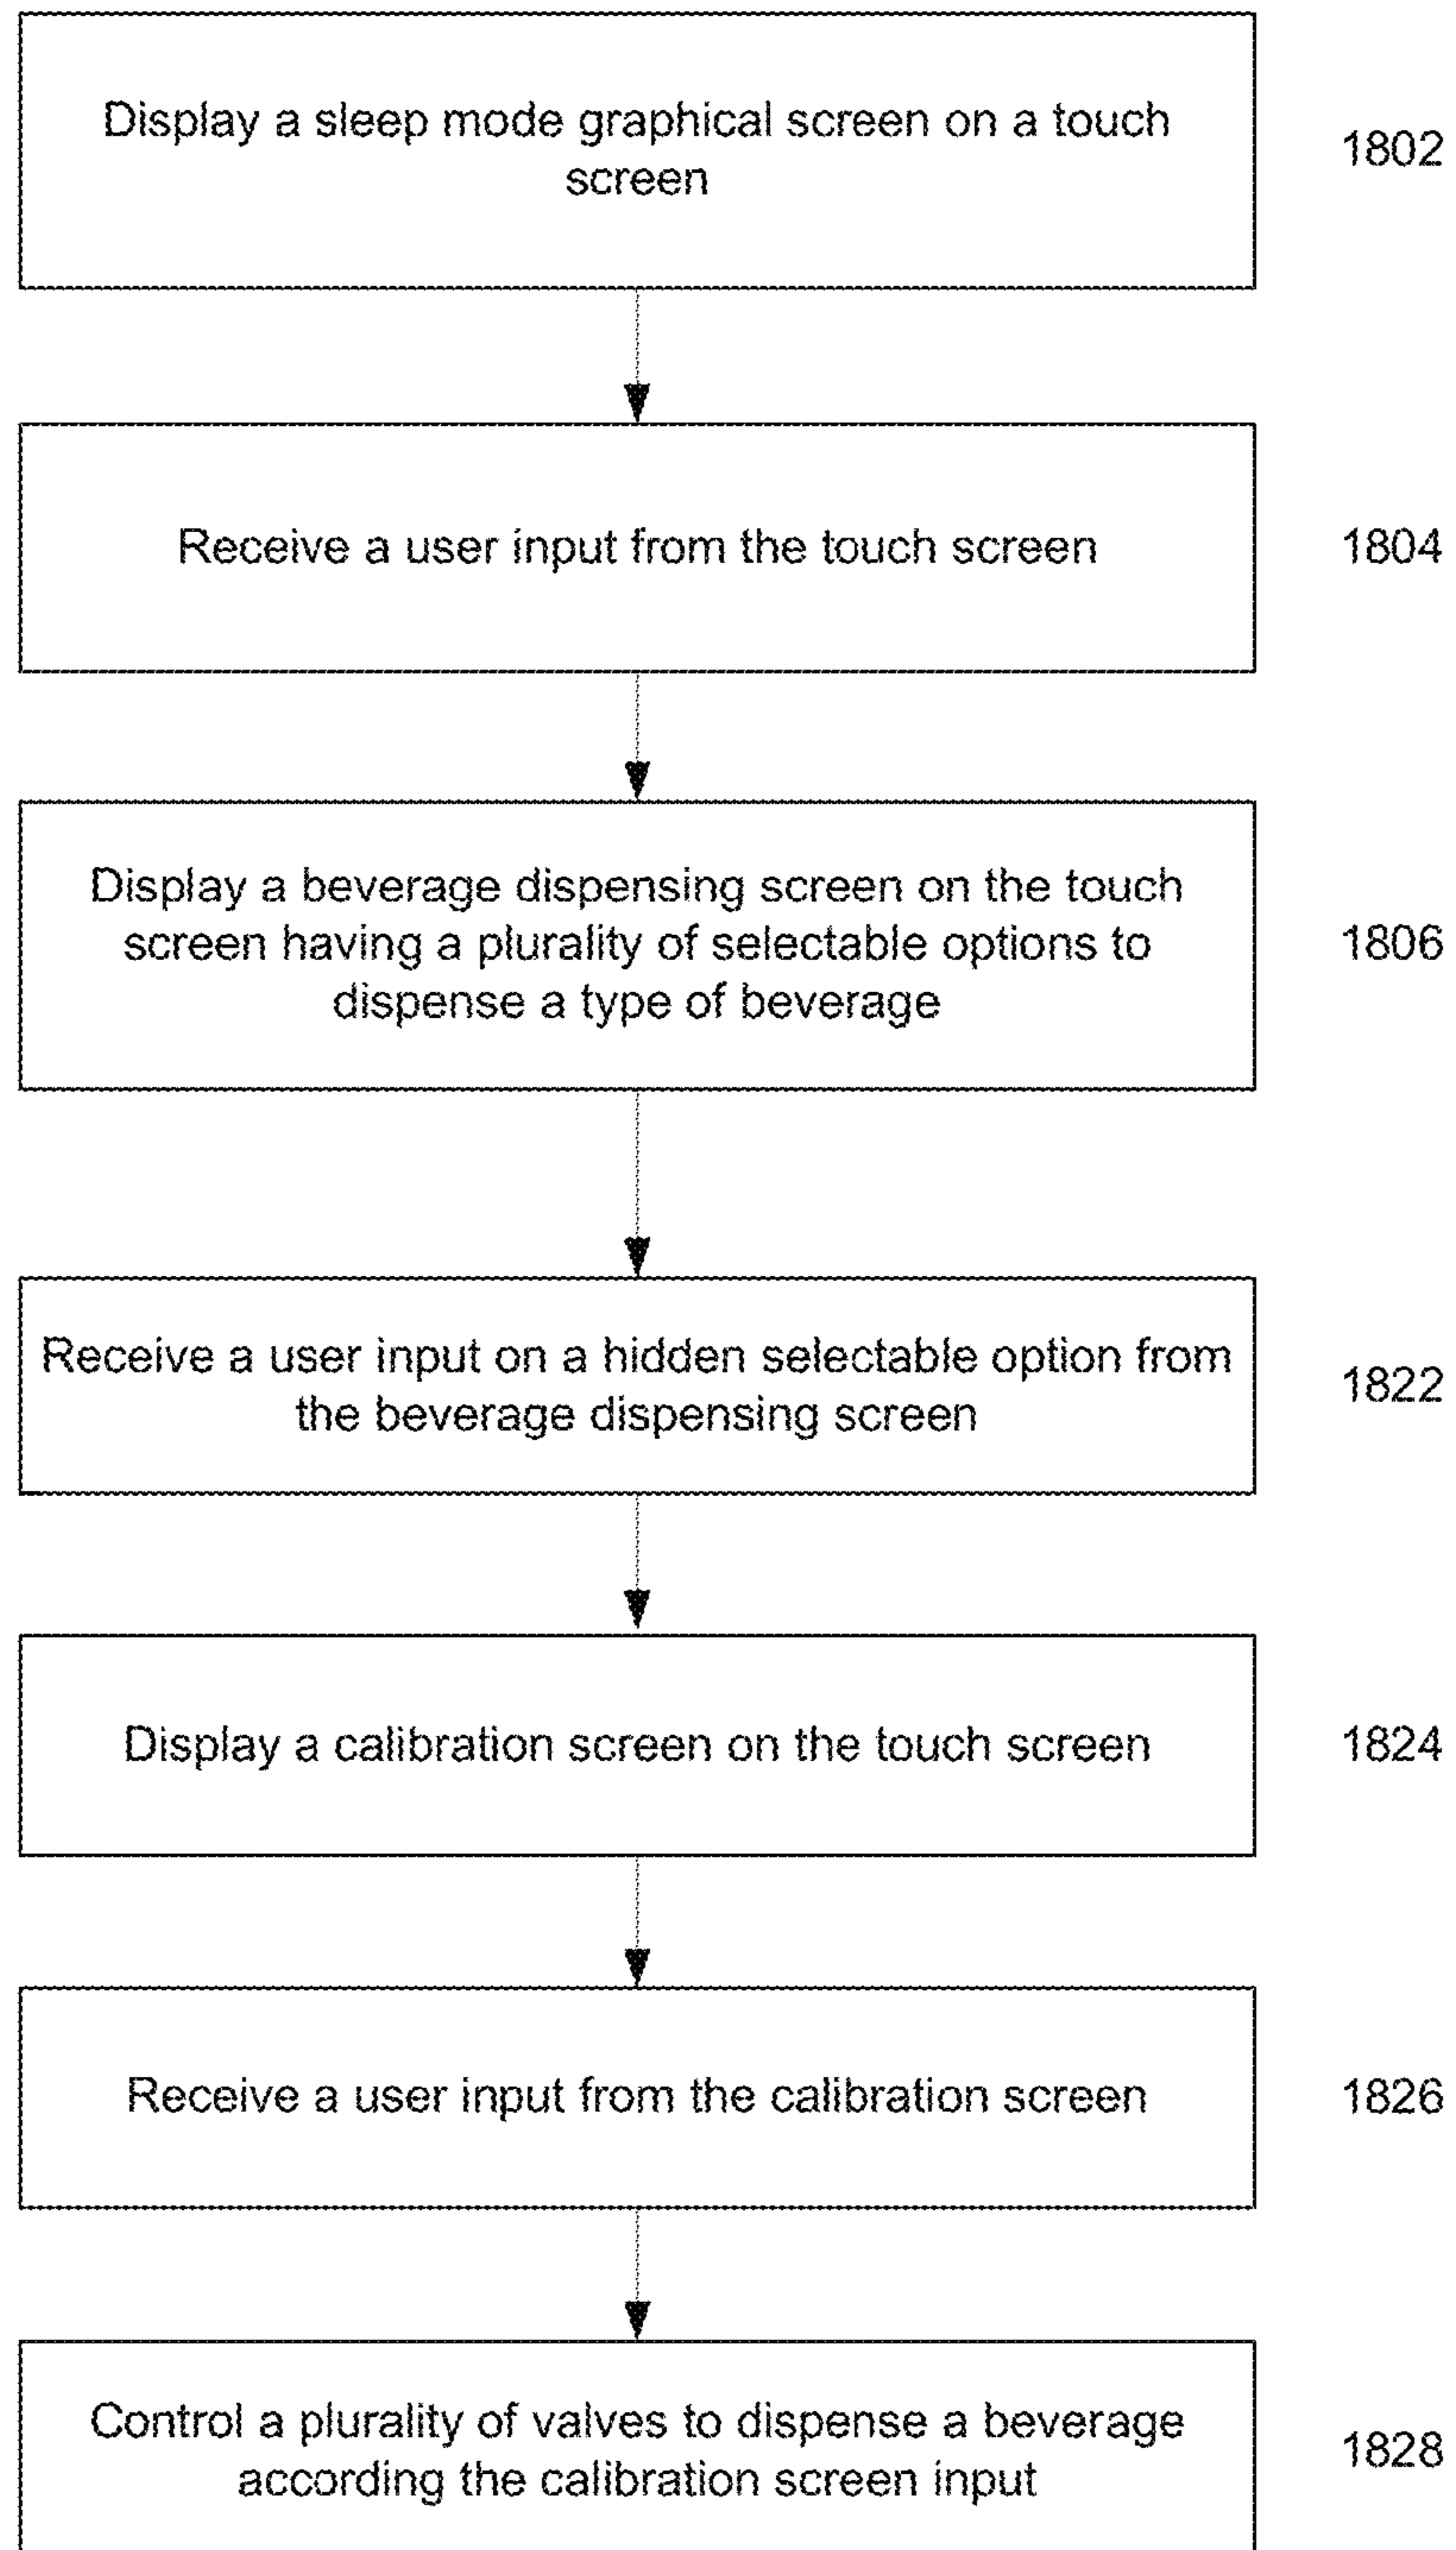 Display a sleep mode graphical screen on a touch
screen
1802
Receive a user input from the touch screen
1804
Display a beverage dispensing screen on the touch
screen having a plurality of selectable options to
dispense a type of beverage
1806
Receive a user input on a hidden selectable option from
the beverage dispensing screen
1822
Display a calibration screen on the touch screen
1824
Receive a user input from the calibration screen
1826
Control a plurality of valves to dispense a beverage
according the calibration screen input
1828